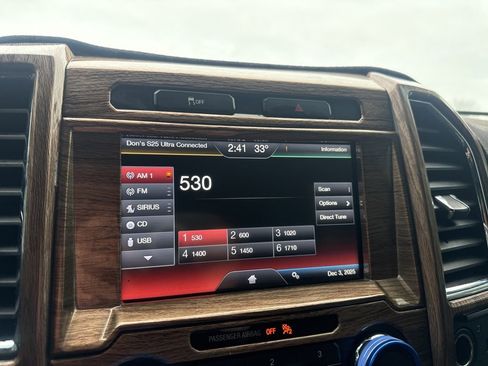 OFF
Don's S25 Ultra Connected 2:41 33° Information
AM 1
FM
SIRIUS
CD
USB
530
Scan
Options
Direct Tune
1 530 2 600 3 1020
4 1400 5 1450 6 1710
Dec 3, 2025
PASSENGER AIRBAG OFF
2
3